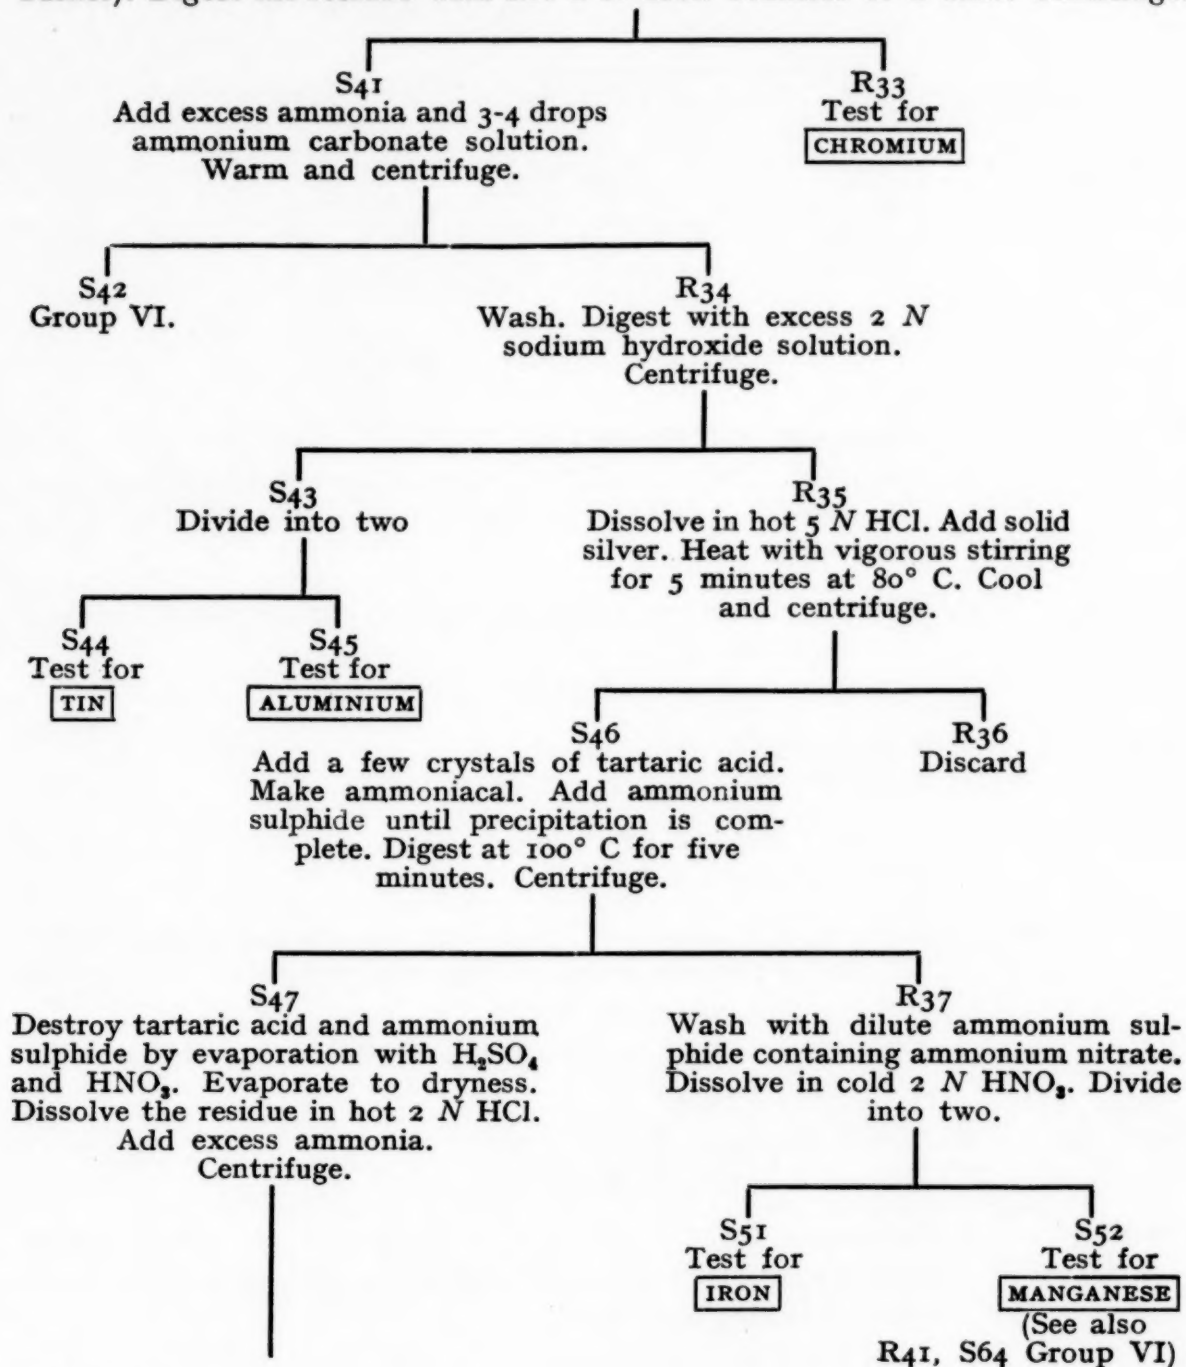 S41
Add excess ammonia and 3-4 drops
ammonium carbonate solution.
Warm and centrifuge.
R33
Test for
CHROMIUM
S42
Group VI.
R34
Wash. Digest with excess 2 N
sodium hydroxide solution.
Centrifuge.
S43
Divide into two
R35
Dissolve in hot 5 N HCl. Add solid
silver. Heat with vigorous stirring
for 5 minutes at 80° C. Cool
and centrifuge.
S44
Test for
TIN
S45
Test for
ALUMINIUM
S46
Add a few crystals of tartaric acid.
Make ammoniacal. Add ammonium
sulphide until precipitation is com-
plete. Digest at 100° C for five
minutes. Centrifuge.
R36
Discard
S47
Destroy tartaric acid and ammonium
sulphide by evaporation with H₂SO₄
and HNO₃. Evaporate to dryness.
Dissolve the residue in hot 2 N HCl.
Add excess ammonia.
Centrifuge.
R37
Wash with dilute ammonium sul-
phide containing ammonium nitrate.
Dissolve in cold 2 N HNO₃. Divide
into two.
S51
Test for
IRON
S52
Test for
MANGANESE
(See also
R41, S64 Group VI)